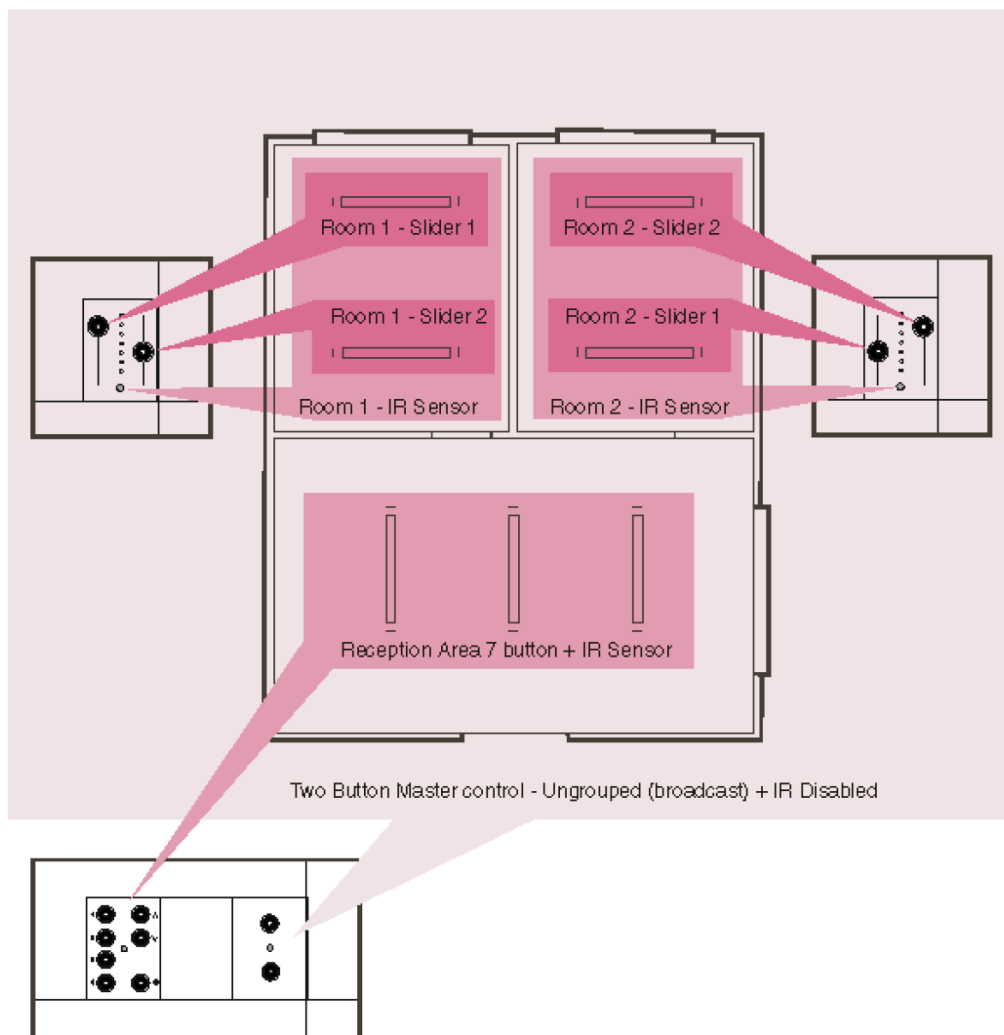 Room 1 - Slider 1
Room 2 - Slider 2
Room 1 - Slider 2
Room 2 - Slider 1
Room 1 - IR Sensor
Room 2 - IR Sensor
Reception Area 7 button + IR Sensor
Two Button Master control - Ungrouped (broadcast) + IR Disabled